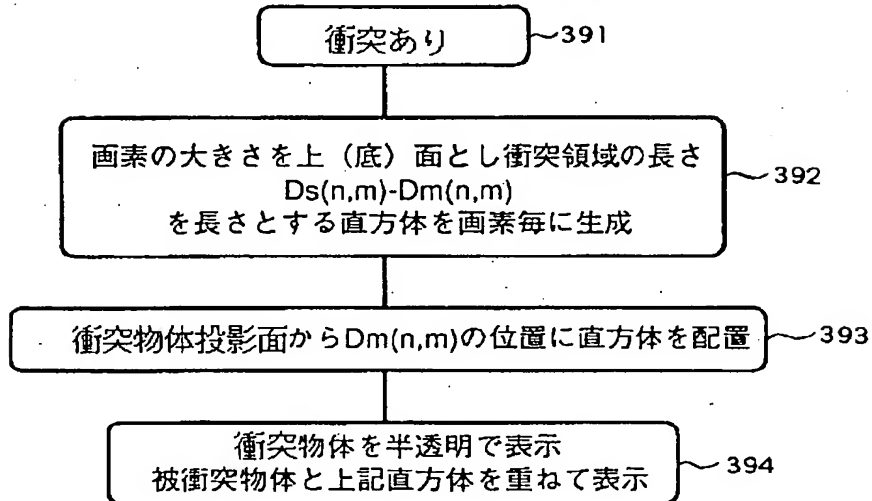 衝突あり
391
画素の大きさを上（底）面とし衝突領域の長さ
Ds(n,m)-Dm(n,m)
を長さとする直方体を画素毎に生成
392
衝突物体投影面からDm(n,m)の位置に直方体を配置
393
衝突物体を半透明で表示
被衝突物体と上記直方体を重ねて表示
394